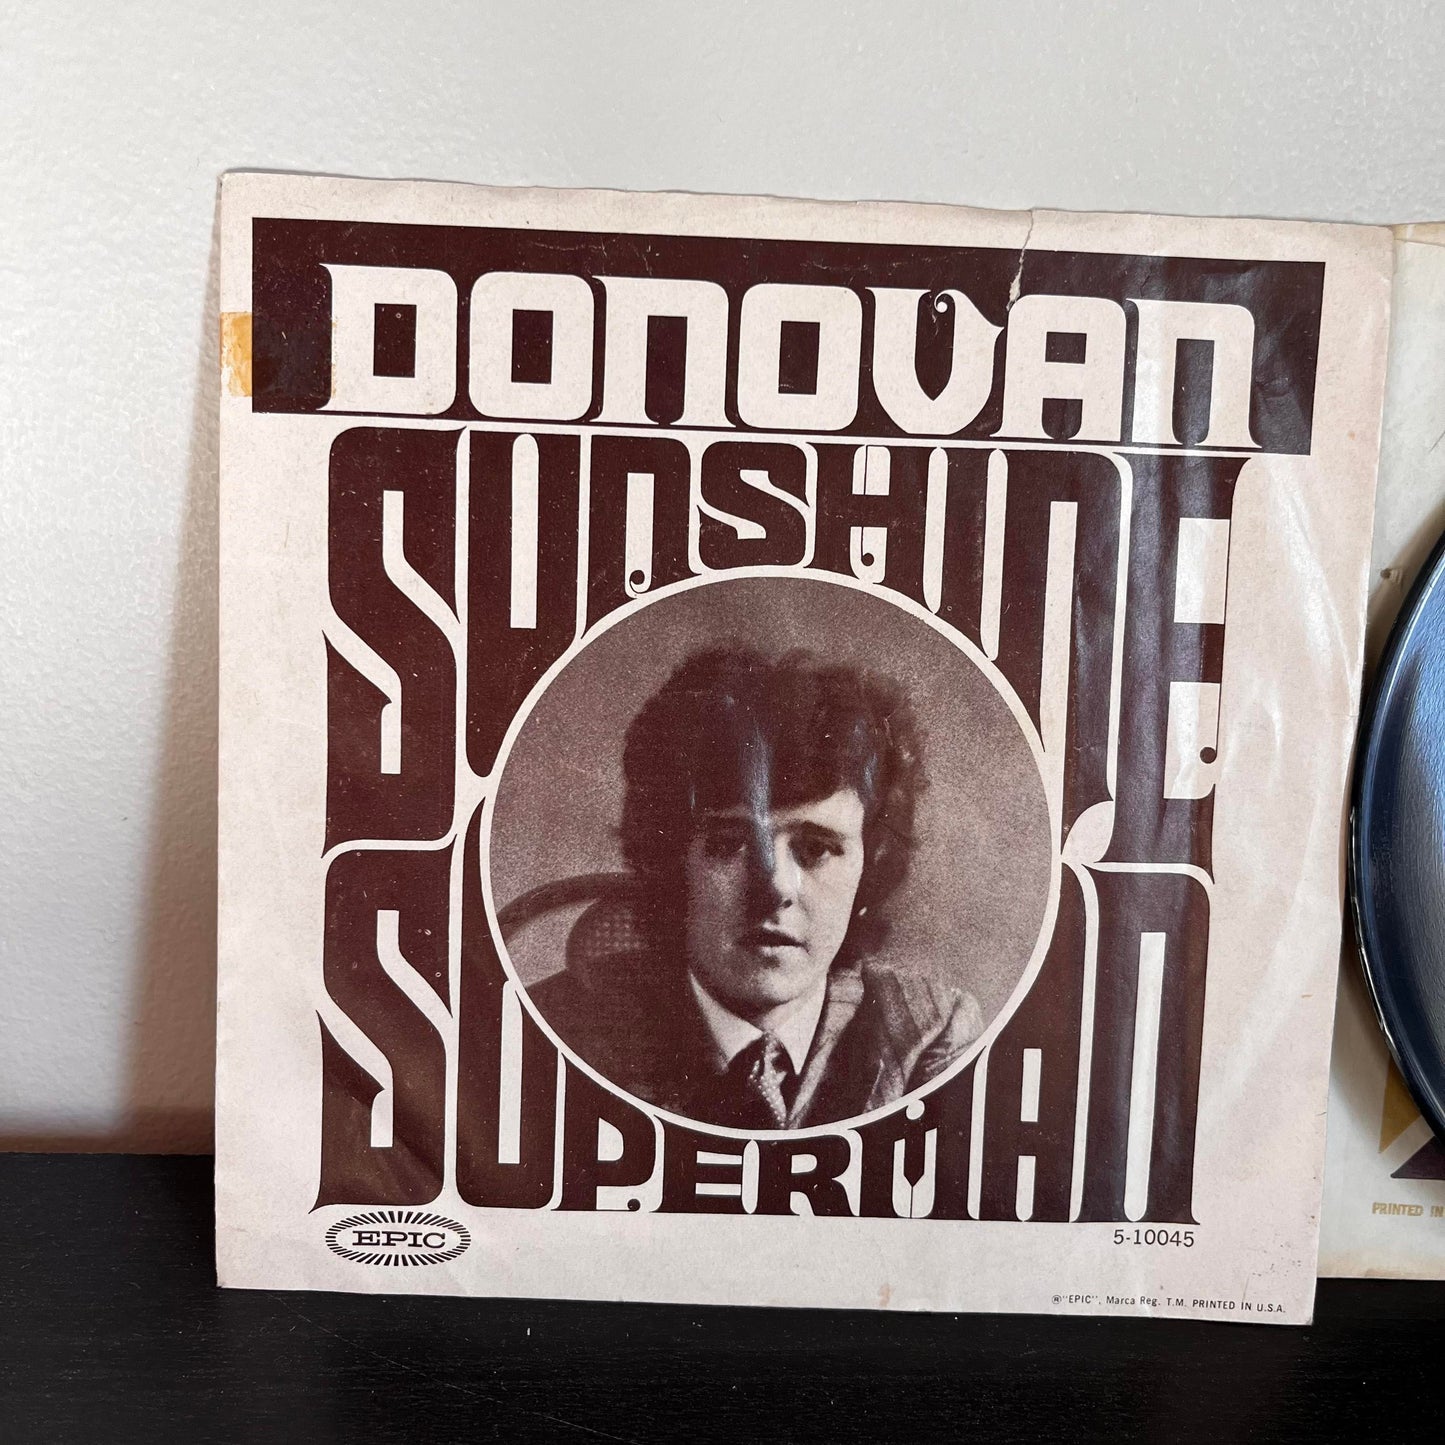 DONOVAN
SUNSHINE
SUPERMAN
EPIC
5-10045
®"EPIC", Marca Reg. T.M. PRINTED IN U.S.A.
PRINTED IN